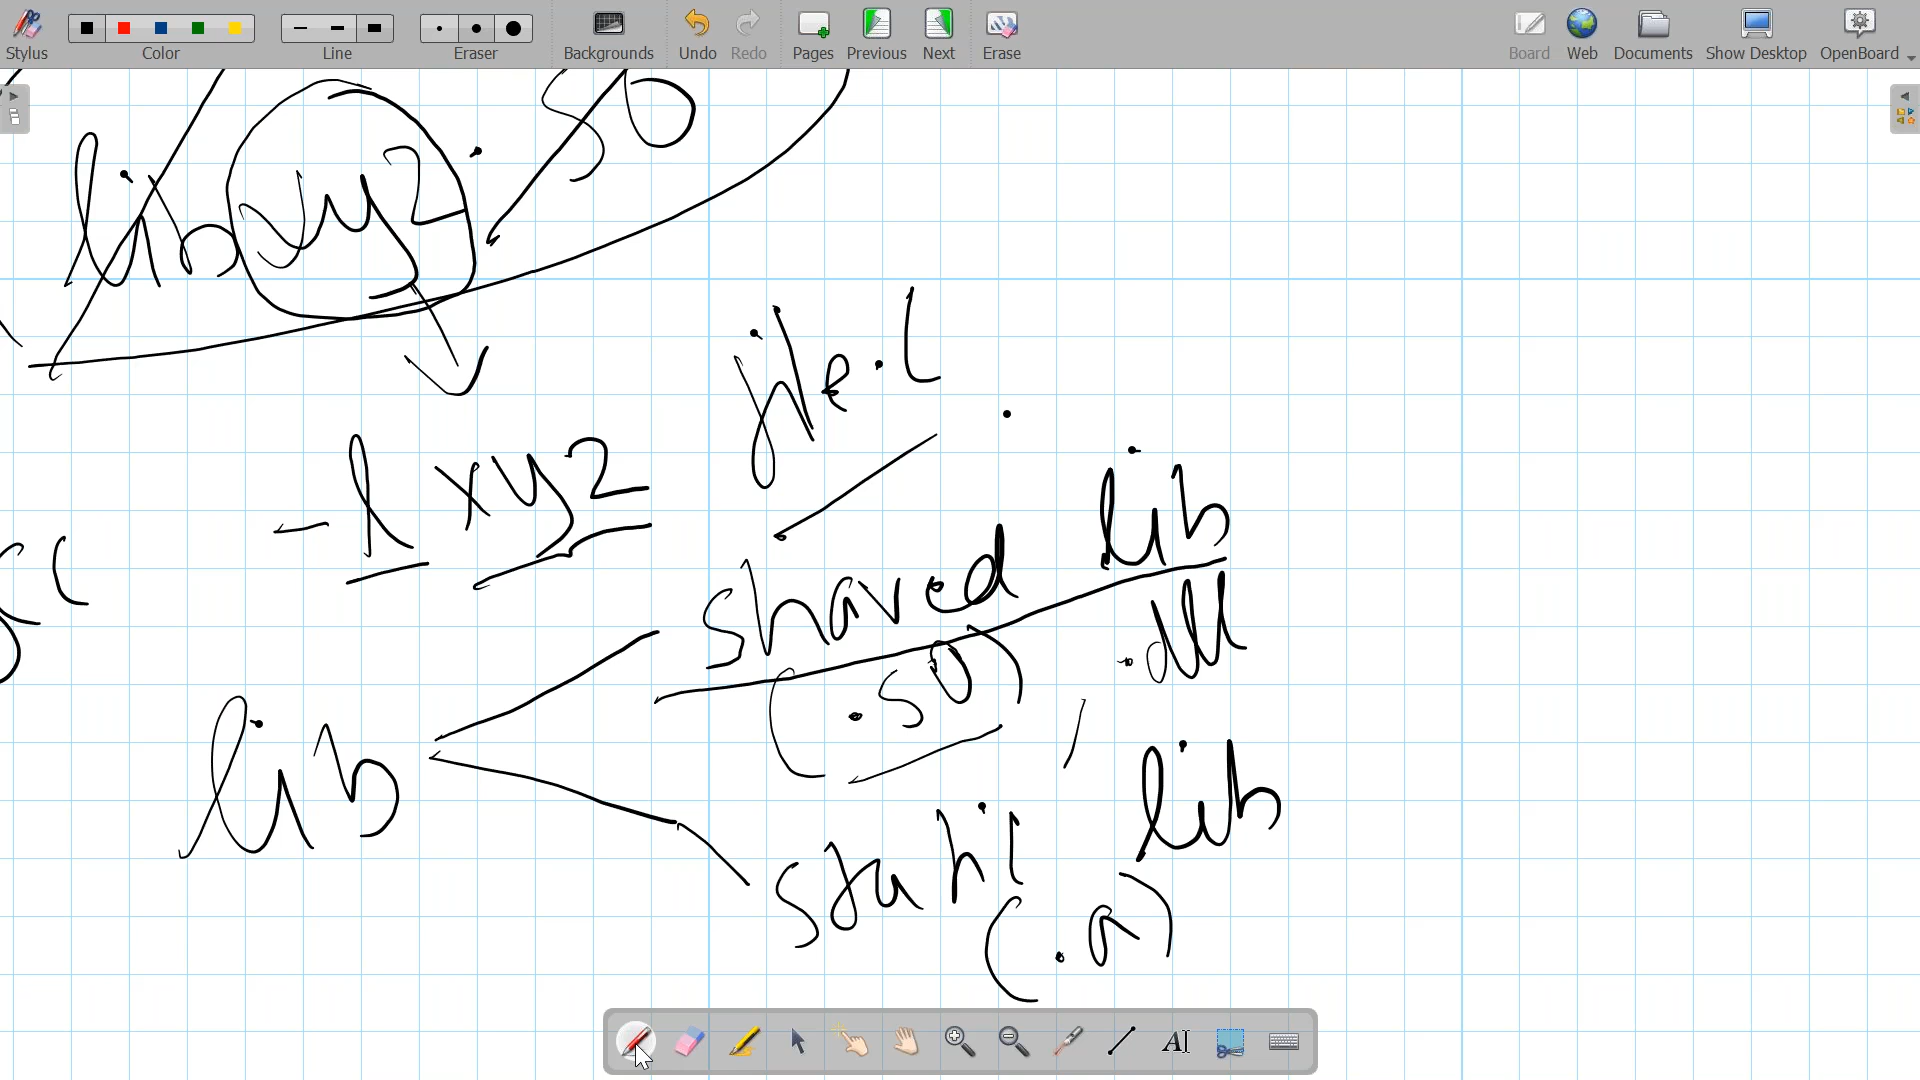 Stylus Color Line Eraser Backgrounds Undo Redo Pages Previous Next Erase Board Web Documents Show Desktop OpenBoard
libxyz.so
file.c
-lxyz
shared lib
(.so) , .dll
lib
static lib
(.a)
AI